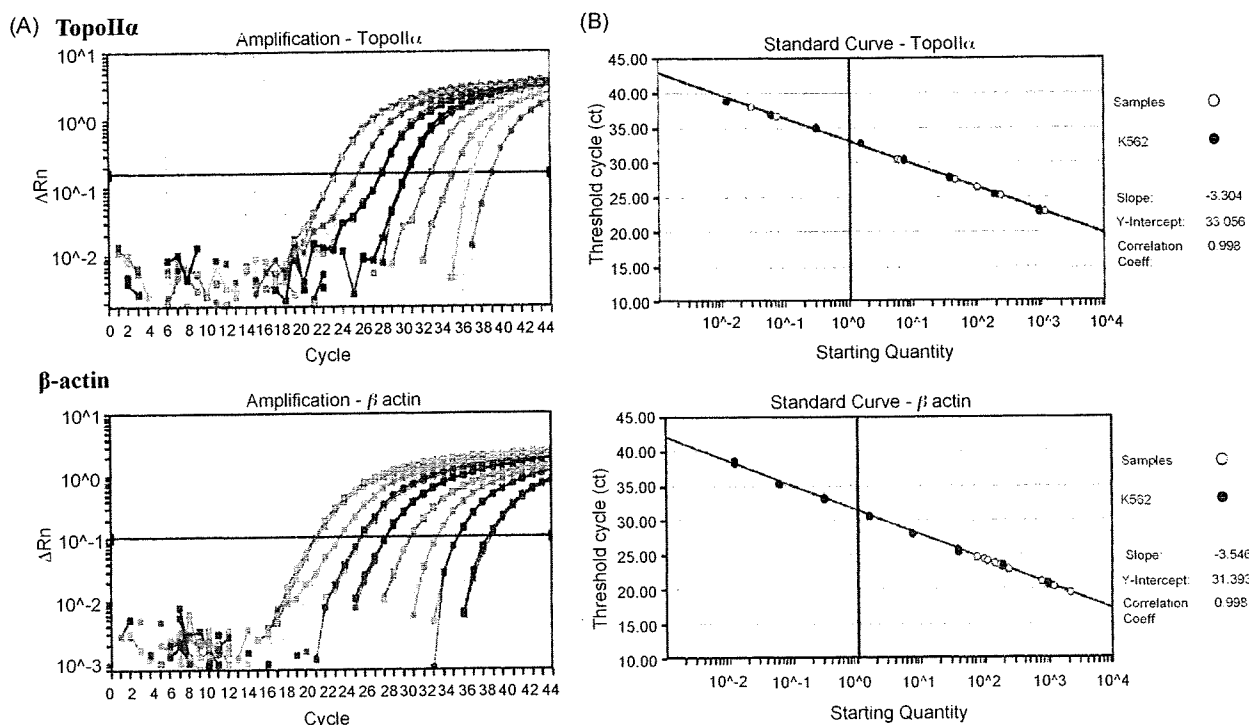 (A) TopoIIα
Amplification - TopoIIα
10^1
10^0
10^-1
10^-2
ΔRn
0 2 4 6 8 10 12 14 16 18 20 22 24 26 28 30 32 34 36 38 40 42 44
Cycle
(B)
Standard Curve - TopoIIα
45.00
40.00
35.00
30.00
25.00
20.00
15.00
10.00
Threshold cycle (ct)
10^-2 10^-1 10^0 10^1 10^2 10^3 10^4
Starting Quantity
Samples
K562
Slope: -3.304
Y-Intercept: 33 056
Correlation 0.998
Coeff:
β-actin
Amplification - β actin
10^1
10^0
10^-1
10^-2
10^-3
ΔRn
0 2 4 6 8 10 12 14 16 18 20 22 24 26 28 30 32 34 36 38 40 42 44
Cycle
Standard Curve - β actin
45.00
40.00
35.00
30.00
25.00
20.00
15.00
10.00
Threshold cycle (ct)
10^-2 10^-1 10^0 10^1 10^2 10^3 10^4
Starting Quantity
Samples
K562
Slope: -3.546
Y-Intercept: 31.393
Correlation 0.998
Coeff